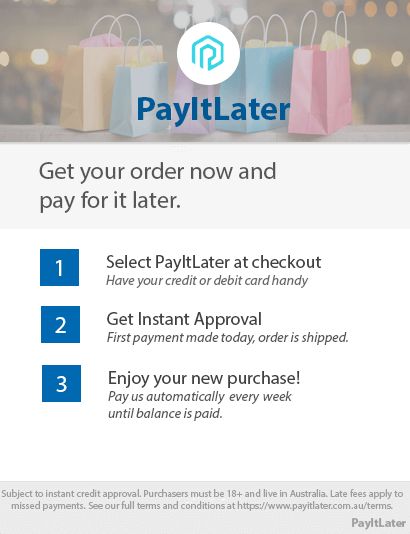 PayItLater
Get your order now and
pay for it later.
1
Select PayItLater at checkout
Have your credit or debit card handy
2
Get Instant Approval
First payment made today, order is shipped.
3
Enjoy your new purchase!
Pay us automatically every week
until balance is paid.
Subject to instant credit approval. Purchasers must be 18+ and live in Australia. Late fees apply to
missed payments. See our full terms and conditions at https://www.payitlater.com.au/terms.
PayItLater